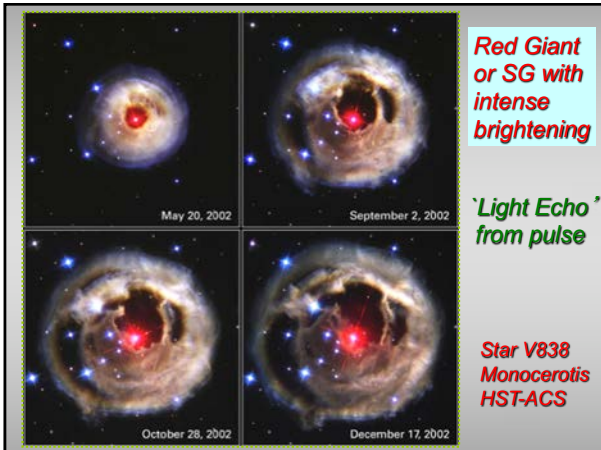 Red Giant
or SG with
intense
brightening
`Light Echo’
from pulse
Star V838
Monocerotis
HST-ACS
May 20, 2002
September 2, 2002
October 28, 2002
December 17, 2002